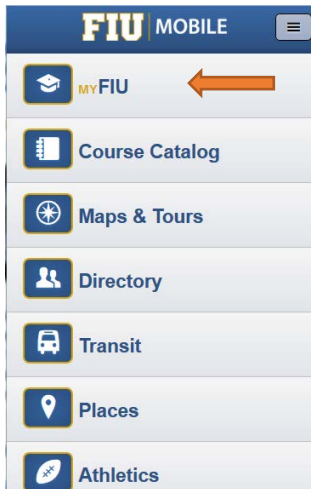 FIU MOBILE
MYFIU
Course Catalog
Maps & Tours
Directory
Transit
Places
Athletics